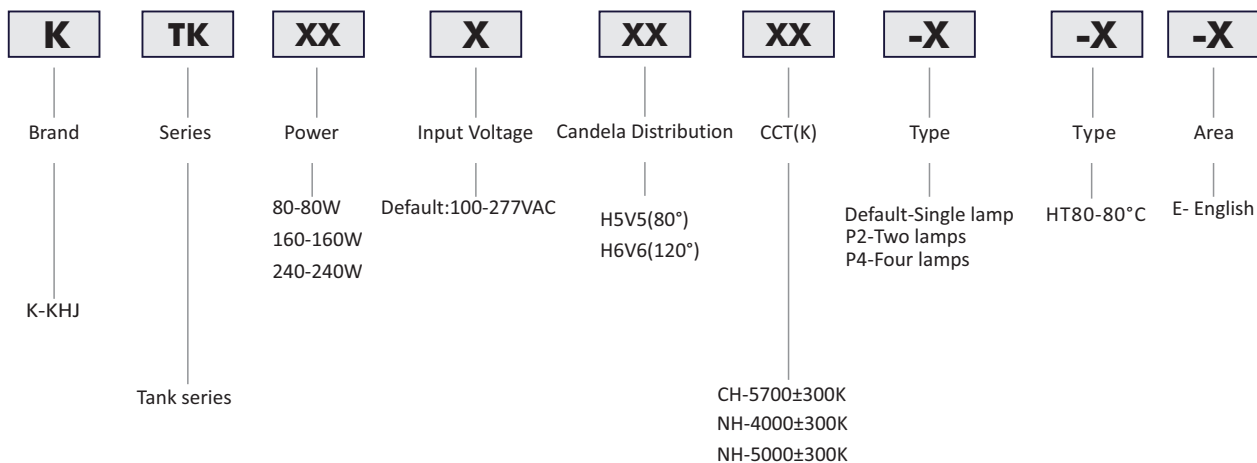 K TK XX X XX XX -X -X -X
Brand Series Power Input Voltage Candela Distribution CCT(K) Type Type Area
80-80W Default:100-277VAC H5V5(80°) Default-Single lamp HT80-80°C E- English
160-160W H6V6(120°) P2-Two lamps
240-240W P4-Four lamps
K-KHJ
Tank series CH-5700±300K
NH-4000±300K
NH-5000±300K